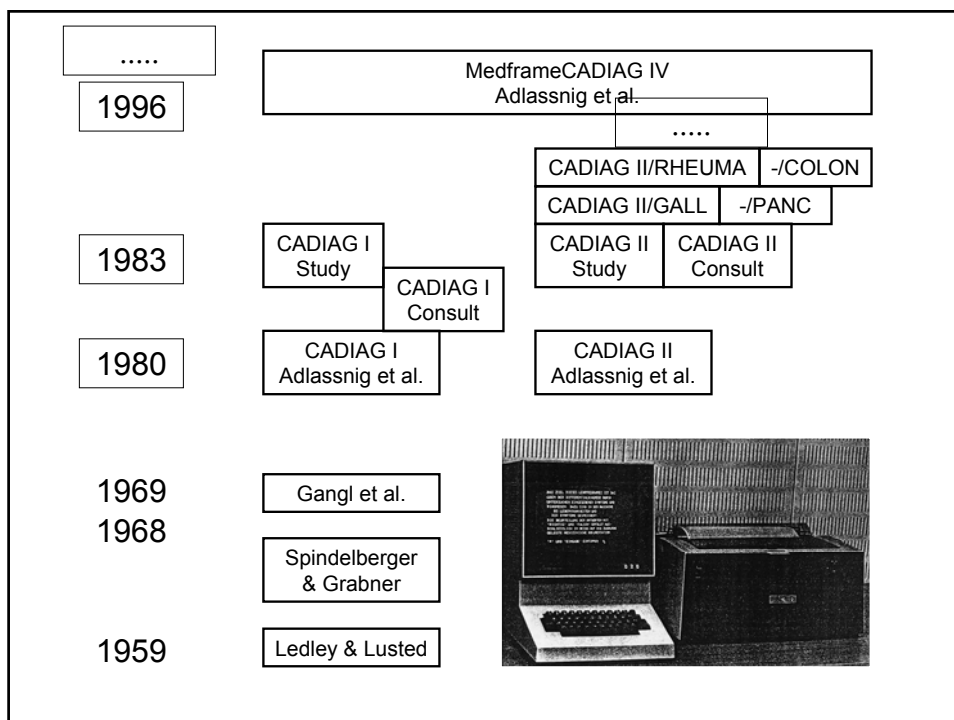 .....
1996
MedframeCADIAG IV
Adlassnig et al.
.....
CADIAG II/RHEUMA
-/COLON
CADIAG II/GALL
-/PANC
1983
CADIAG I
Study
CADIAG II
Study
CADIAG II
Consult
CADIAG I
Consult
1980
CADIAG I
Adlassnig et al.
CADIAG II
Adlassnig et al.
1969
Gangl et al.
1968
Spindelberger
& Grabner
1959
Ledley & Lusted